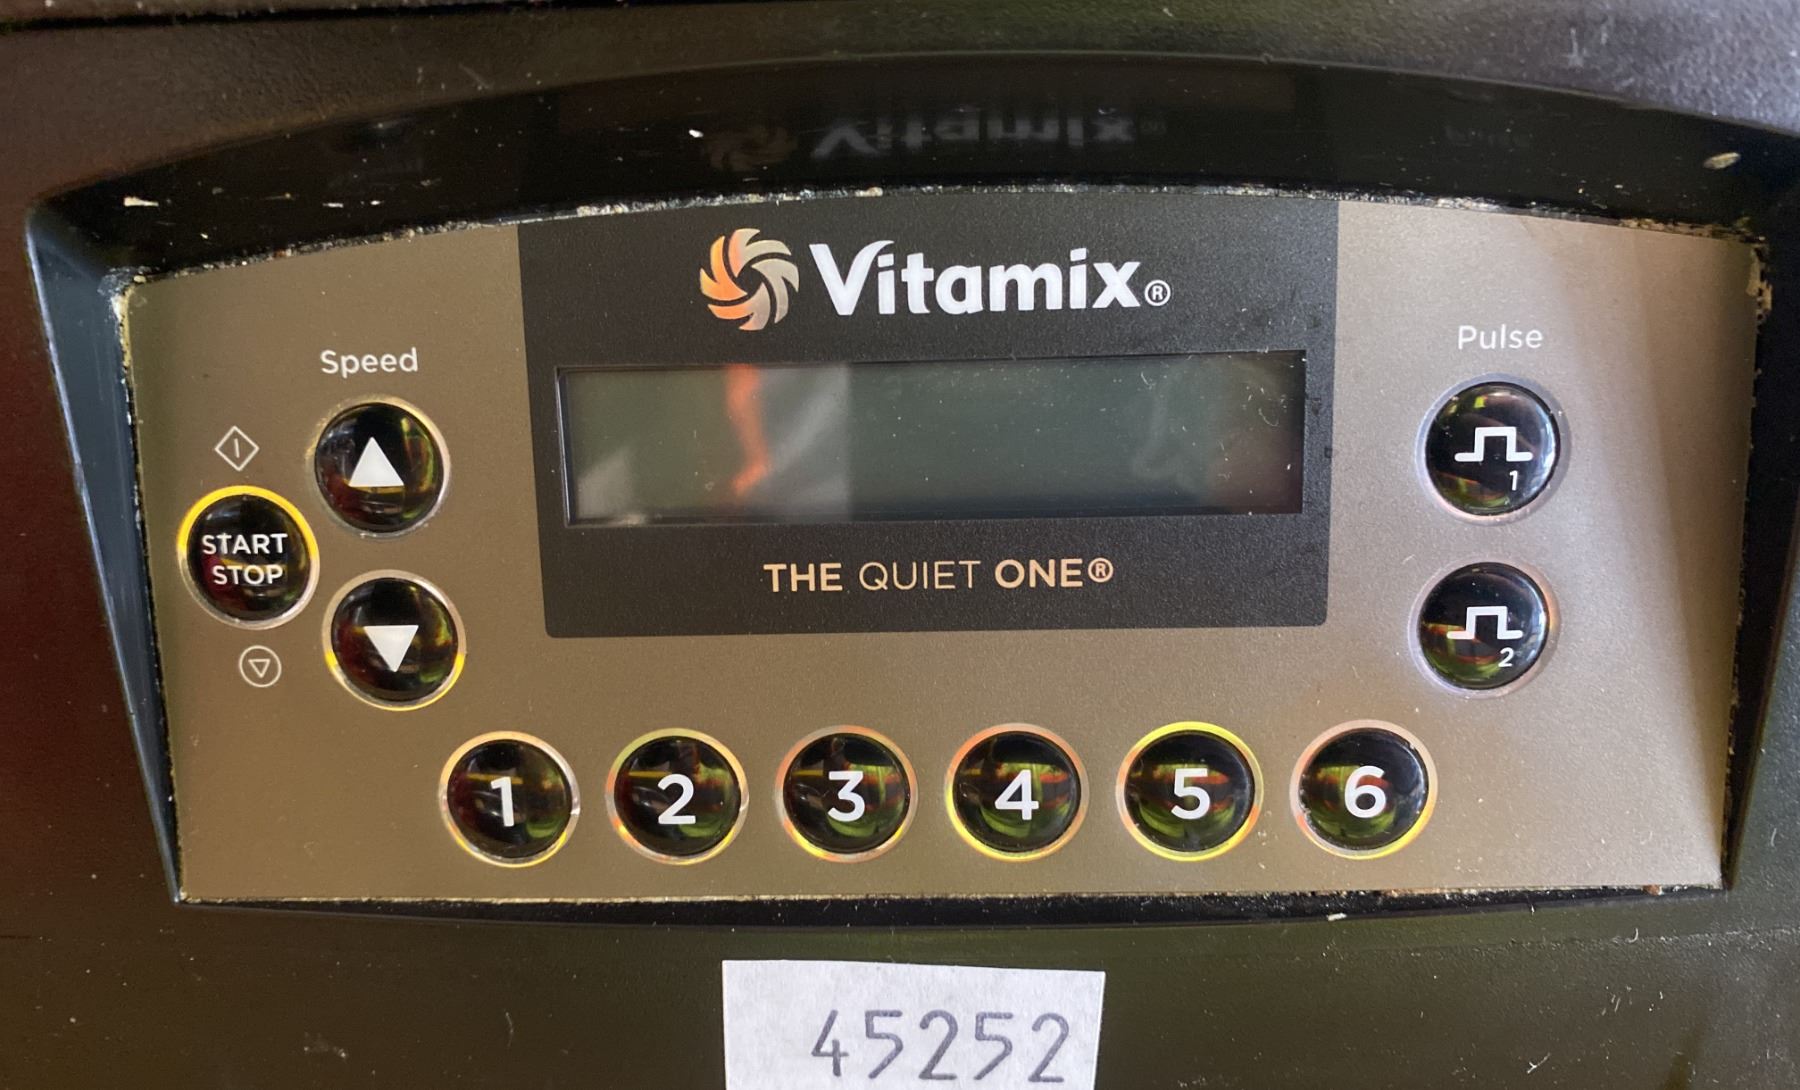 Vitamix®
Speed
Pulse
START
STOP
1
2
THE QUIET ONE®
1 2 3 4 5 6
45252